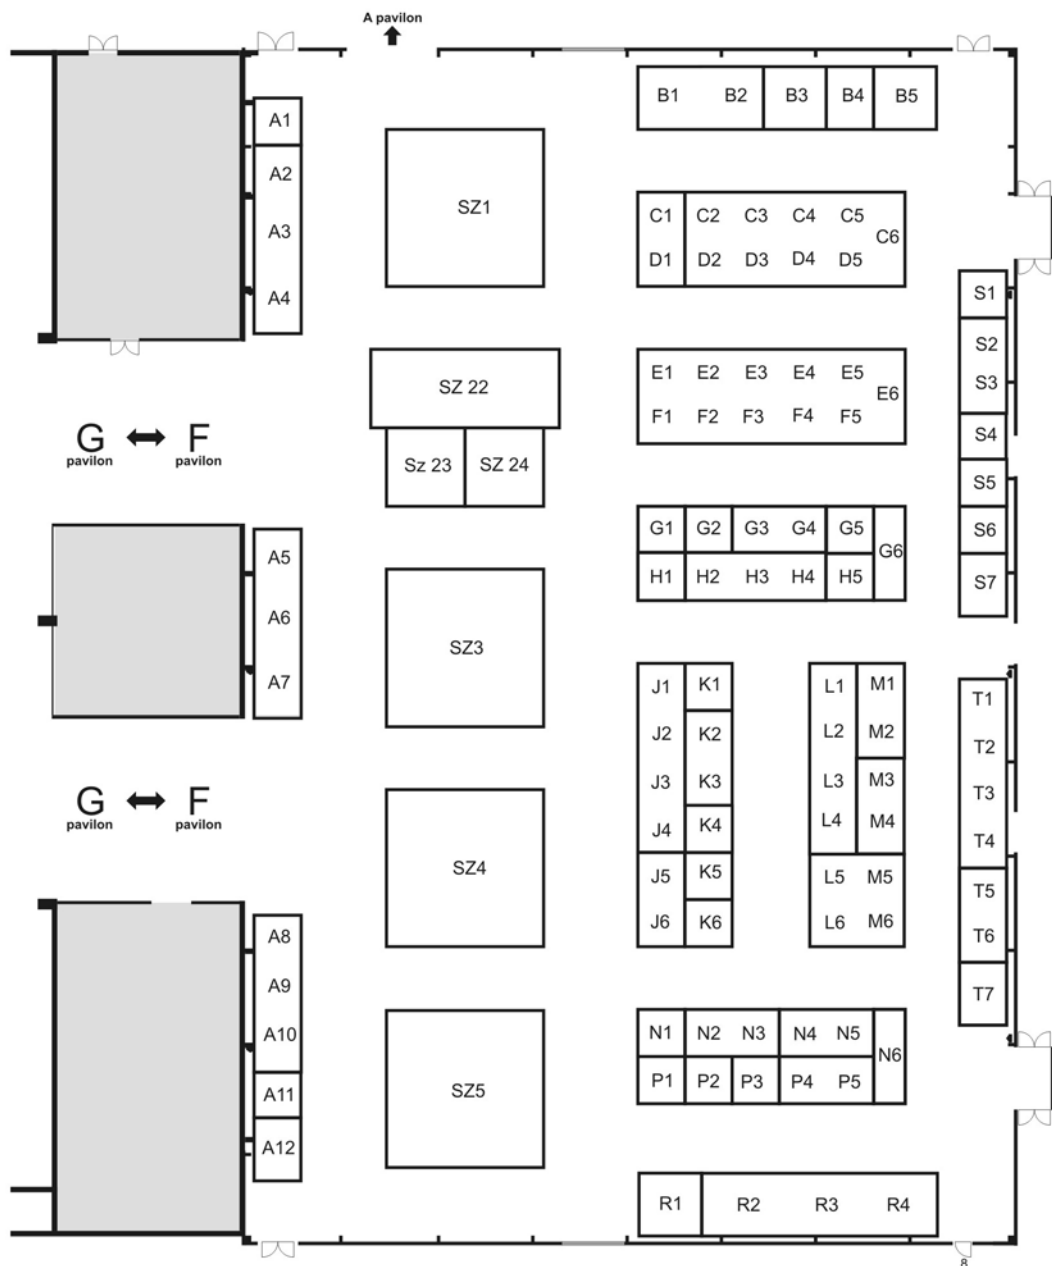 A pavilon
B1 B2 B3 B4 B5
A1
A2
A3
A4
SZ1
C1 C2 C3 C4 C5 C6
D1 D2 D3 D4 D5
S1
S2
S3
S4
S5
S6
S7
SZ 22
Sz 23 SZ 24
E1 E2 E3 E4 E5 E6
F1 F2 F3 F4 F5
G F
pavilon pavilon
G1 G2 G3 G4 G5 G6
H1 H2 H3 H4 H5
A5
A6
A7
SZ3
J1 K1 L1 M1
J2 K2 L2 M2
J3 K3 L3 M3
J4 K4 L4 M4
J5 K5 L5 M5
J6 K6 L6 M6
T1
T2
T3
T4
T5
T6
T7
G F
pavilon pavilon
SZ4
A8
A9
A10
A11
A12
SZ5
N1 N2 N3 N4 N5 N6
P1 P2 P3 P4 P5
R1 R2 R3 R4
8